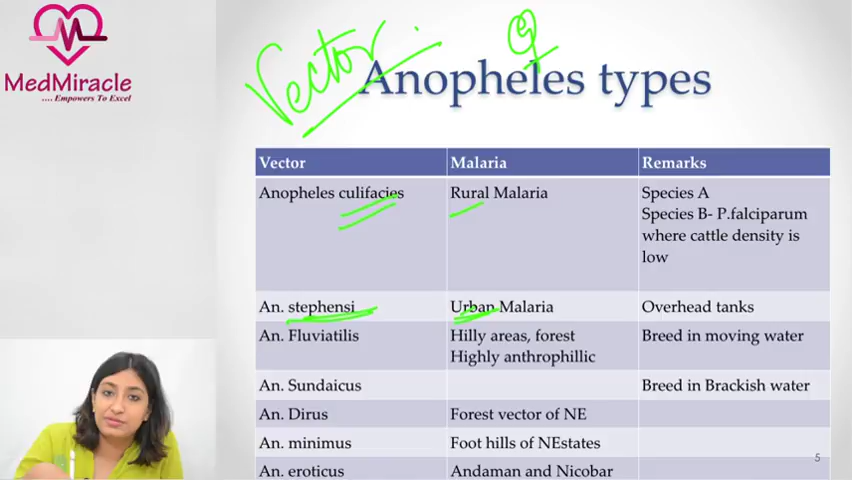 MedMiracle
.... Empowers To Excel
Vector
Anopheles types
Vector Malaria Remarks
Anopheles culifacies Rural Malaria Species A
Species B- P.falciparum
where cattle density is
low
An. stephensi Urban Malaria Overhead tanks
An. Fluviatilis Hilly areas, forest Breed in moving water
Highly anthrophillic
An. Sundaicus Breed in Brackish water
An. Dirus Forest vector of NE
An. minimus Foot hills of NEstates
An. eroticus Andaman and Nicobar
5